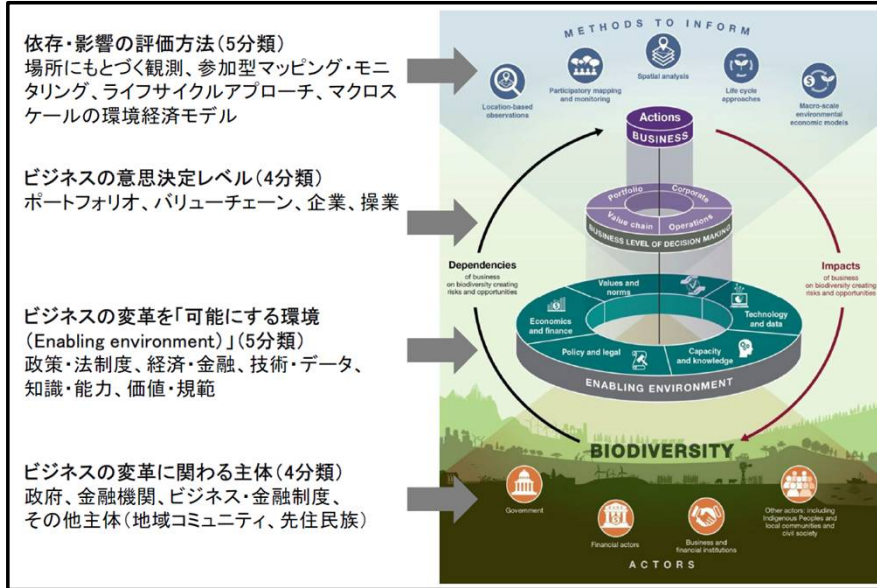 依存・影響の評価方法(5分類)
場所にもとづく観測、参加型マッピング・モニ
タリング、ライフサイクルアプローチ、マクロス
ケールの環境経済モデル
ビジネスの意思決定レベル(4分類)
ポートフォリオ、バリューチェーン、企業、操業
ビジネスの変革を「可能にする環境
(Enabling environment)」(5分類)
政策・法制度、経済・金融、技術・データ、
知識・能力、価値・規範
ビジネスの変革に関わる主体(4分類)
政府、金融機関、ビジネス・金融制度、
その他主体(地域コミュニティ、先住民族)
METHODS TO INFORM
Location-based
observations
Participatory mapping
and monitoring
Spatial analysis
Life cycle
approaches
Macro-scale
environmental
economic models
Actions
BUSINESS
Portfolio
Corporate
Value chain
Operations
BUSINESS LEVEL OF DECISION MAKING
Dependencies
of business
on biodiversity creating
risks and opportunities
Impacts
of business
on biodiversity creating
risks and opportunities
Values and
norms
Economics
and finance
Technology
and data
Policy and legal
Capacity
and knowledge
ENABLING ENVIRONMENT
BIODIVERSITY
Government
Financial actors
Business and
financial institutions
Other actors: including
Indigenous Peoples and
local communities and
civil society
ACTORS